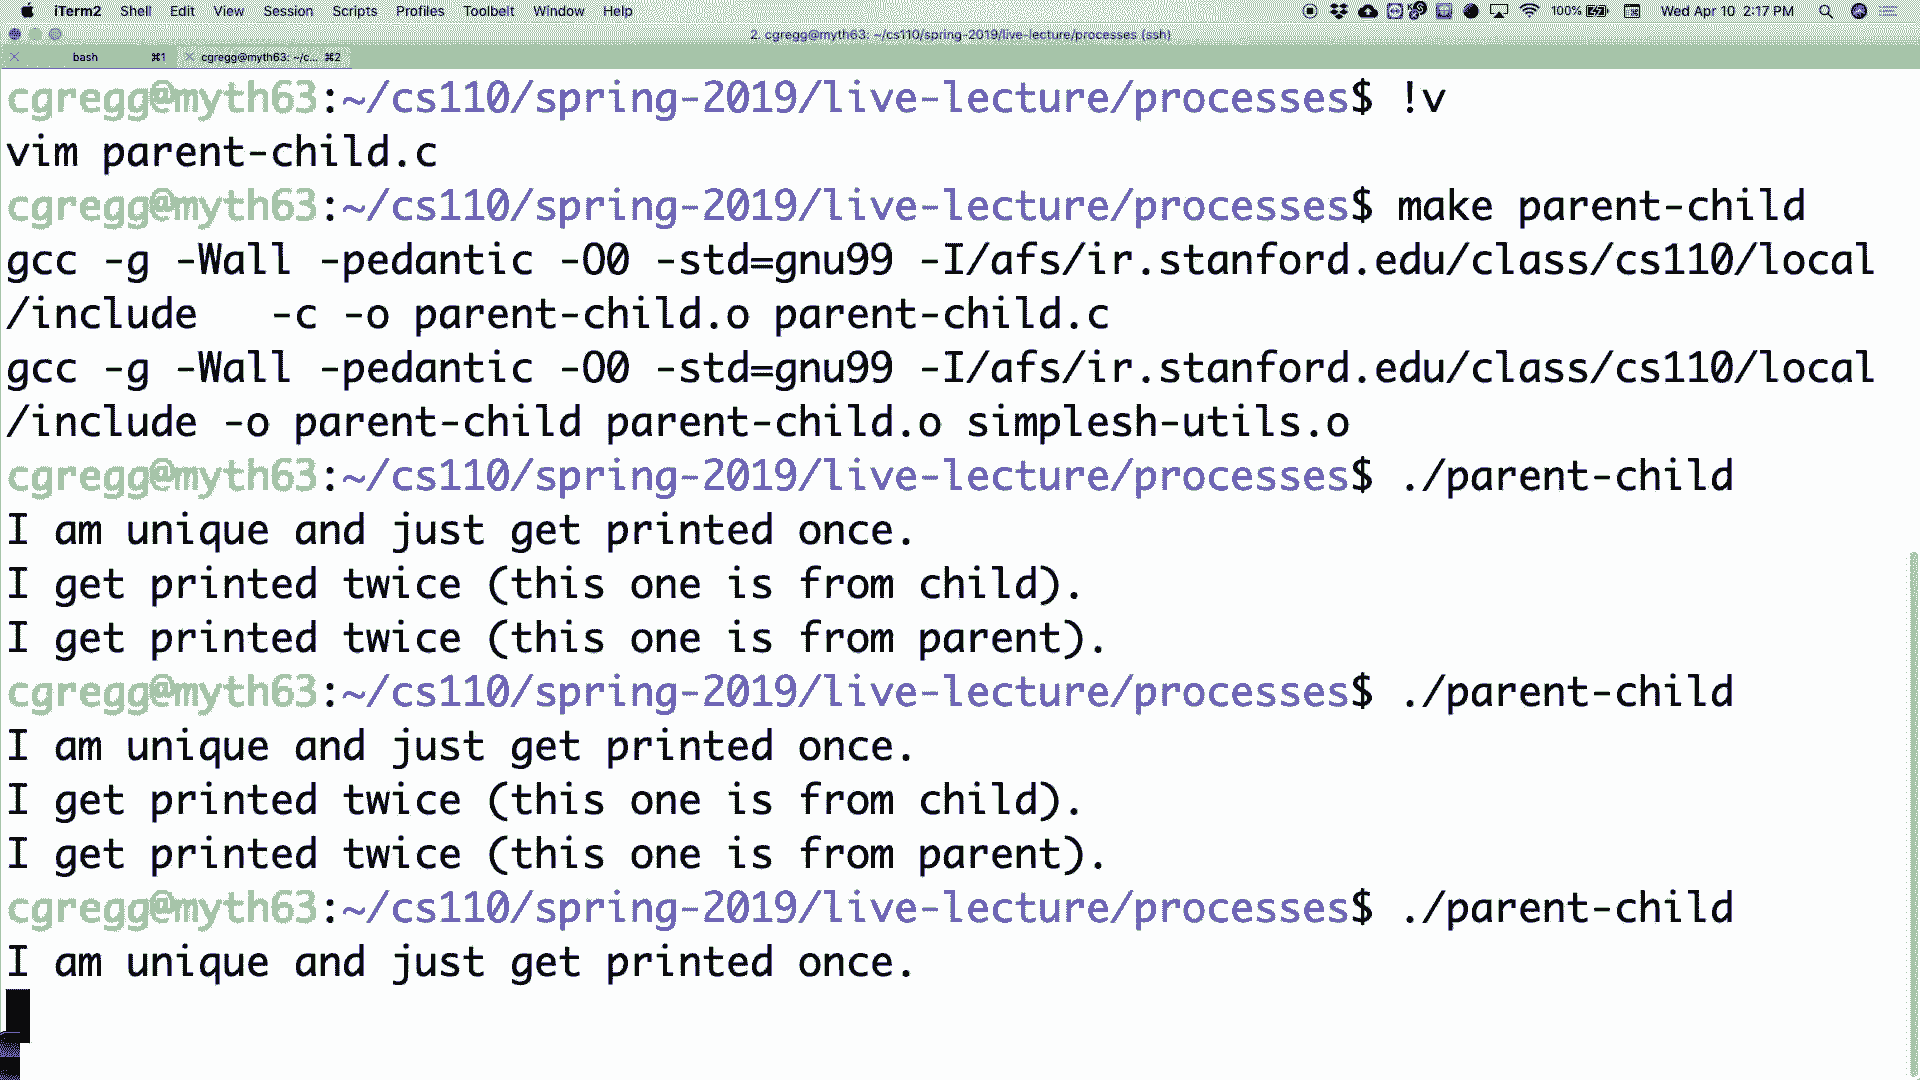 iTerm2 Shell Edit View Session Scripts Profiles Toolbelt Window Help 100% Wed Apr 10 2:17 PM
2. cgregg@myth63: ~/cs110/spring-2019/live-lecture/processes (ssh)
bash ⌘1 cgregg@myth63: ~/c... ⌘2
cgregg@myth63:~/cs110/spring-2019/live-lecture/processes$ !v
vim parent-child.c
cgregg@myth63:~/cs110/spring-2019/live-lecture/processes$ make parent-child
gcc -g -Wall -pedantic -O0 -std=gnu99 -I/afs/ir.stanford.edu/class/cs110/local
/include   -c -o parent-child.o parent-child.c
gcc -g -Wall -pedantic -O0 -std=gnu99 -I/afs/ir.stanford.edu/class/cs110/local
/include -o parent-child parent-child.o simplesh-utils.o
cgregg@myth63:~/cs110/spring-2019/live-lecture/processes$ ./parent-child
I am unique and just get printed once.
I get printed twice (this one is from child).
I get printed twice (this one is from parent).
cgregg@myth63:~/cs110/spring-2019/live-lecture/processes$ ./parent-child
I am unique and just get printed once.
I get printed twice (this one is from child).
I get printed twice (this one is from parent).
cgregg@myth63:~/cs110/spring-2019/live-lecture/processes$ ./parent-child
I am unique and just get printed once.